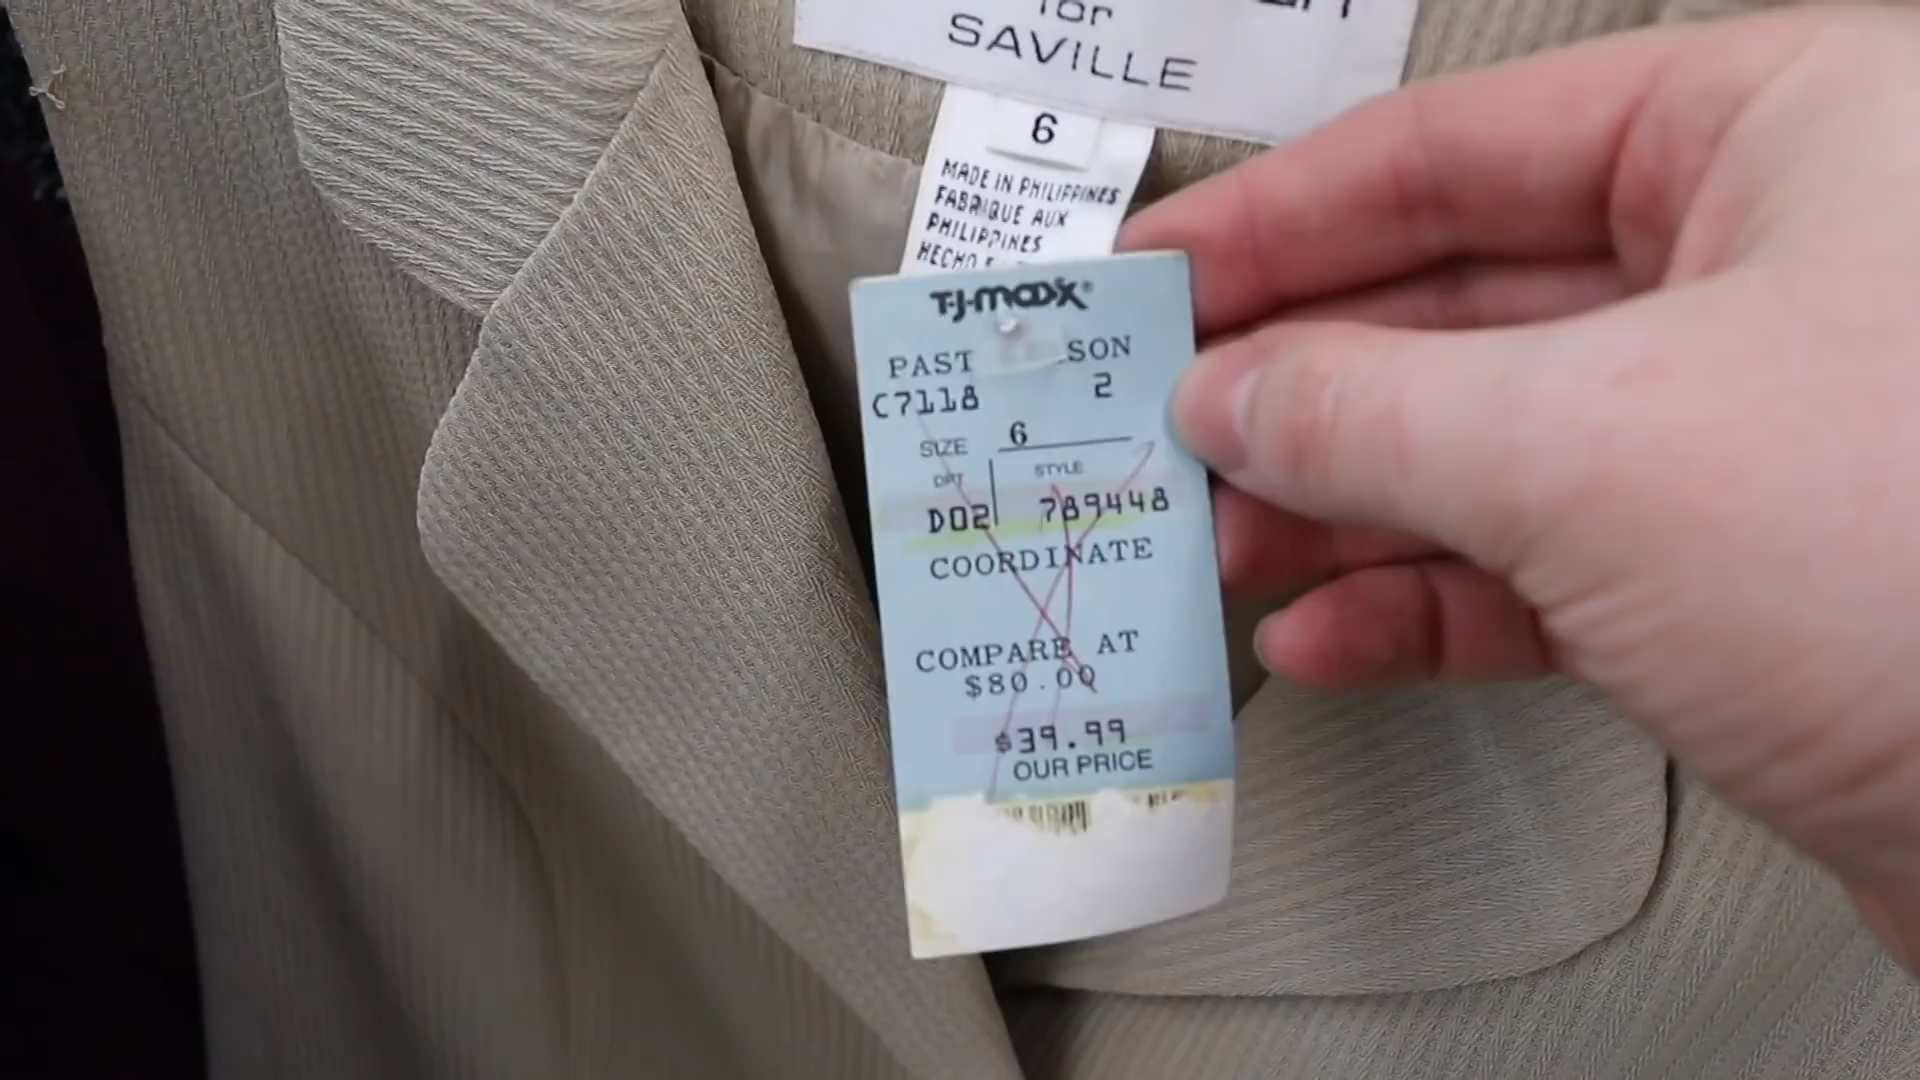 for
SAVILLE
6
MADE IN PHILIPPINES
FABRIQUE AUX
PHILIPPINES
HECHO
T·J·maxx®
PAST SON
C7118 2
SIZE 6
DPT. STYLE
D02 789448
COORDINATE
COMPARE AT
$80.00
$39.99
OUR PRICE